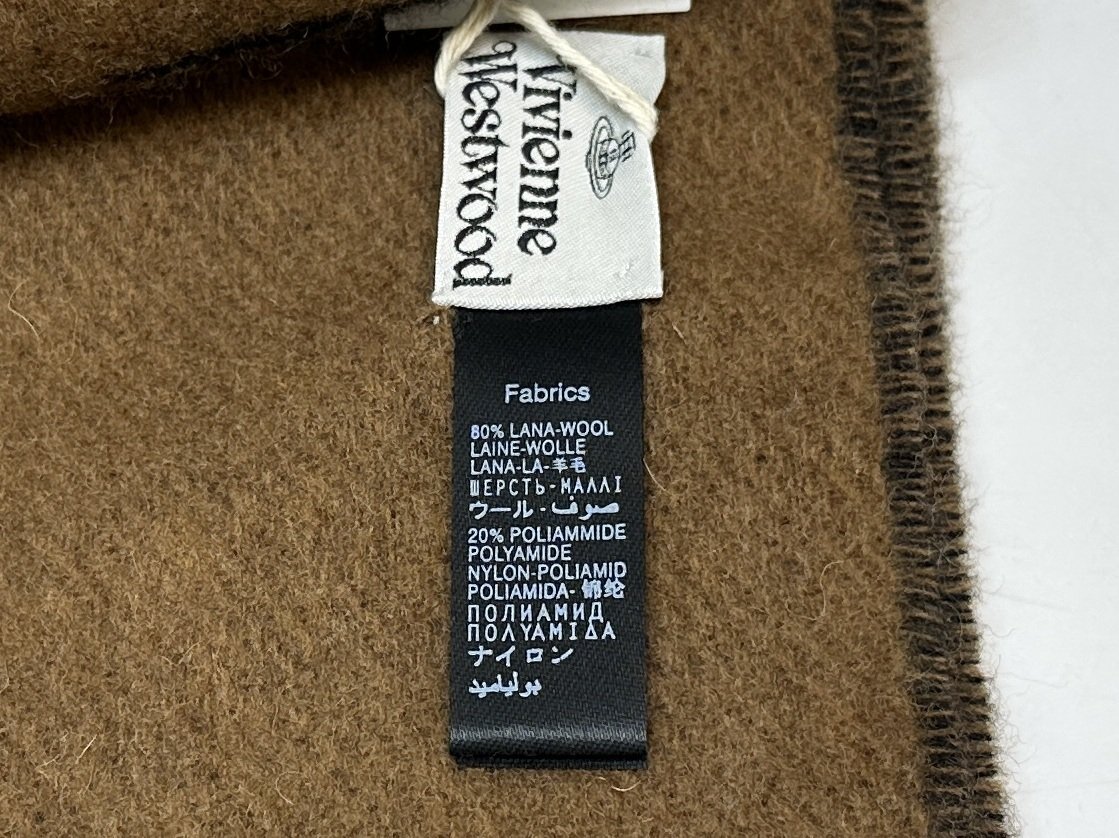 Vivienne
Westwood
Fabrics
80% LANA-WOOL
LAINE-WOLLE
LANA-LA-羊毛
ШЕРСТЬ-ΜΑΛΛΙ
ウール - صوف
20% POLIAMMIDE
POLYAMIDE
NYLON-POLIAMID
POLIAMIDA-锦纶
ПОЛИАМИД
ΠΟΛΥΑΜΙΔΑ
ナイロン
بولياميد